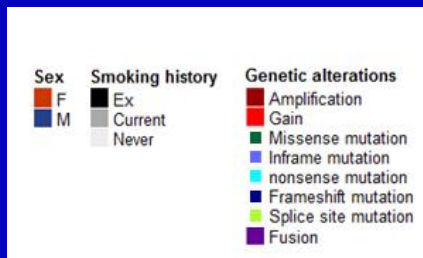 Sex
F
M
Smoking history
Ex
Current
Never
Genetic alterations
Amplification
Gain
Missense mutation
Inframe mutation
nonsense mutation
Frameshift mutation
Splice site mutation
Fusion